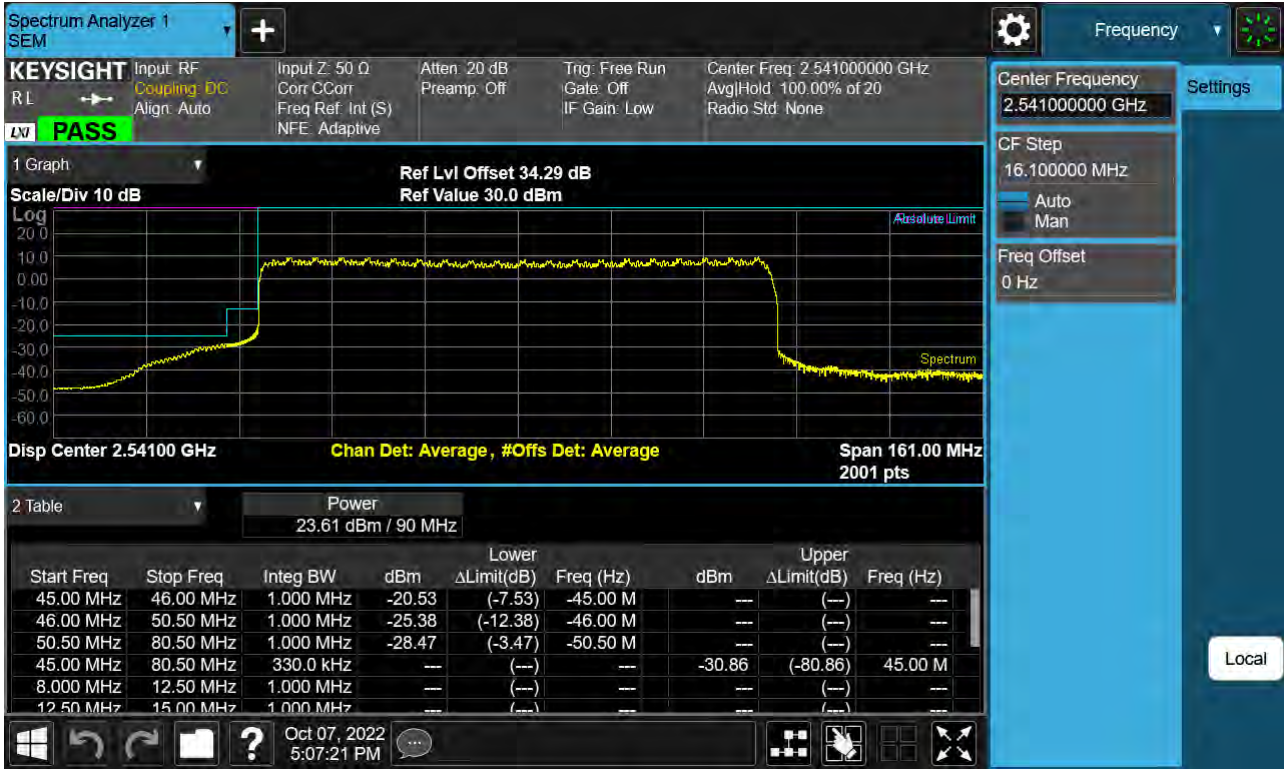 Spectrum Analyzer 1
SEM
+
Frequency
KEYSIGHT
R L
LXI
PASS
Input: RF
Coupling: DC
Align: Auto
Input Z: 50 Ω
Corr CCorr
Freq Ref: Int (S)
NFE: Adaptive
Atten: 20 dB
Preamp: Off
Trig: Free Run
Gate: Off
IF Gain: Low
Center Freq: 2.541000000 GHz
Avg|Hold: 100.00% of 20
Radio Std: None
Center Frequency
2.541000000 GHz
Settings
CF Step
16.100000 MHz
Auto
Man
Freq Offset
0 Hz
Local
1 Graph
Scale/Div 10 dB
Ref Lvl Offset 34.29 dB
Ref Value 30.0 dBm
Log
20.0
10.0
0.00
-10.0
-20.0
-30.0
-40.0
-50.0
-60.0
Limit
Spectrum
Disp Center 2.54100 GHz
Chan Det: Average , #Offs Det: Average
Span 161.00 MHz
2001 pts
2 Table
Power
23.61 dBm / 90 MHz
Lower Upper
Start Freq Stop Freq Integ BW dBm ΔLimit(dB) Freq (Hz) dBm ΔLimit(dB) Freq (Hz)
45.00 MHz 46.00 MHz 1.000 MHz -20.53 (-7.53) -45.00 M --- (---) ---
46.00 MHz 50.50 MHz 1.000 MHz -25.38 (-12.38) -46.00 M --- (---) ---
50.50 MHz 80.50 MHz 1.000 MHz -28.47 (-3.47) -50.50 M --- (---) ---
45.00 MHz 80.50 MHz 330.0 kHz --- (---) --- -30.86 (-80.86) 45.00 M
8.000 MHz 12.50 MHz 1.000 MHz --- (---) --- --- (---) ---
12.50 MHz 15.00 MHz 1.000 MHz --- (---) --- --- (---) ---
?
Oct 07, 2022
5:07:21 PM